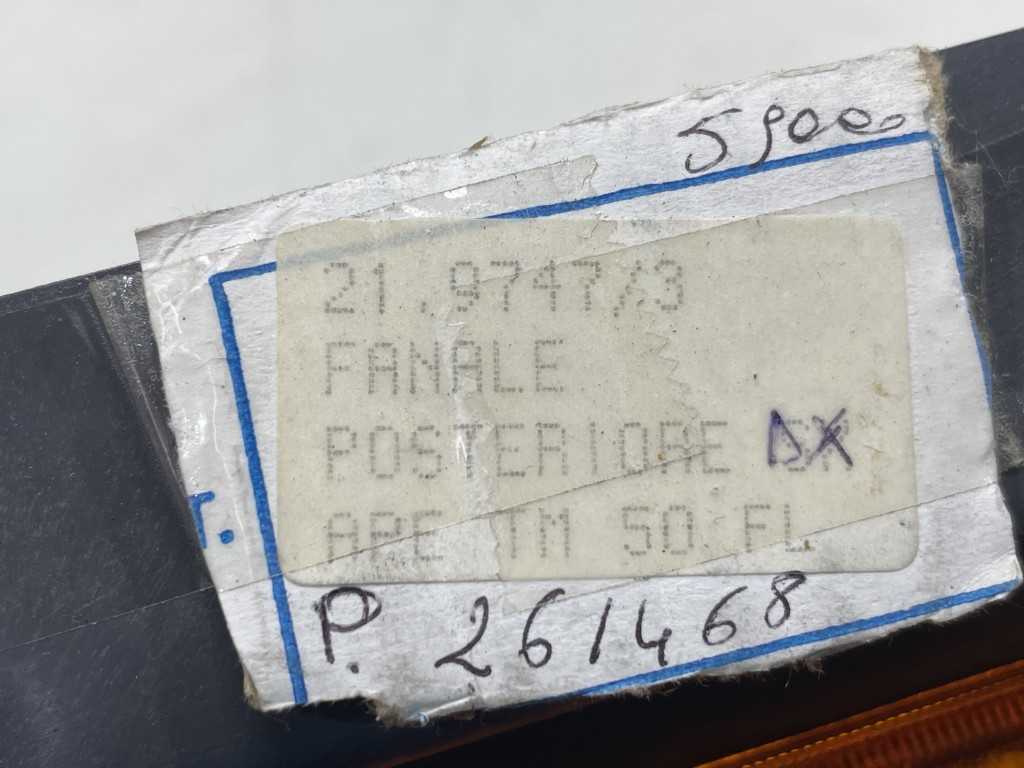 5900
21.9747/3
FANALE
POSTERIORE DX
APE TM 50 FL
T.
P. 261468